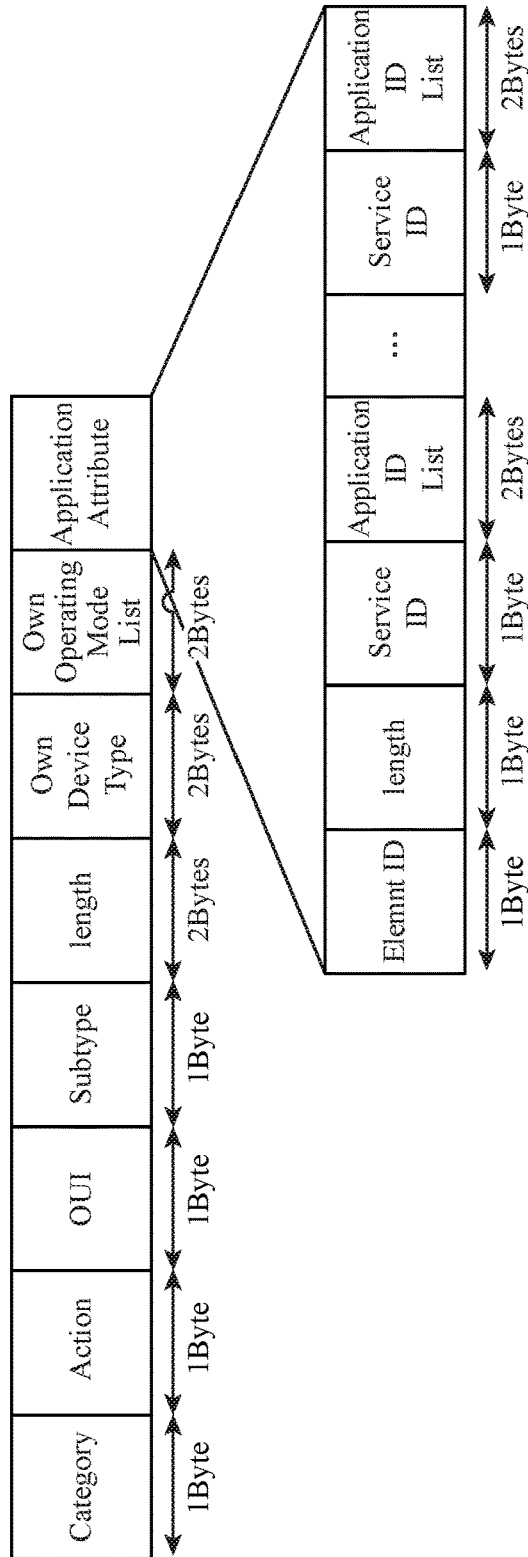 Category
Action
OUI
Subtype
length
Own
Device
Type
Own
Operating
Mode
List
Application
Attribute
1Byte
1Byte
1Byte
1Byte
2Bytes
2Bytes
2Bytes
Elemnt ID
length
Service
ID
Application
ID
List
...
Service
ID
Application
ID
List
1Byte
1Byte
1Byte
2Bytes
1Byte
2Bytes